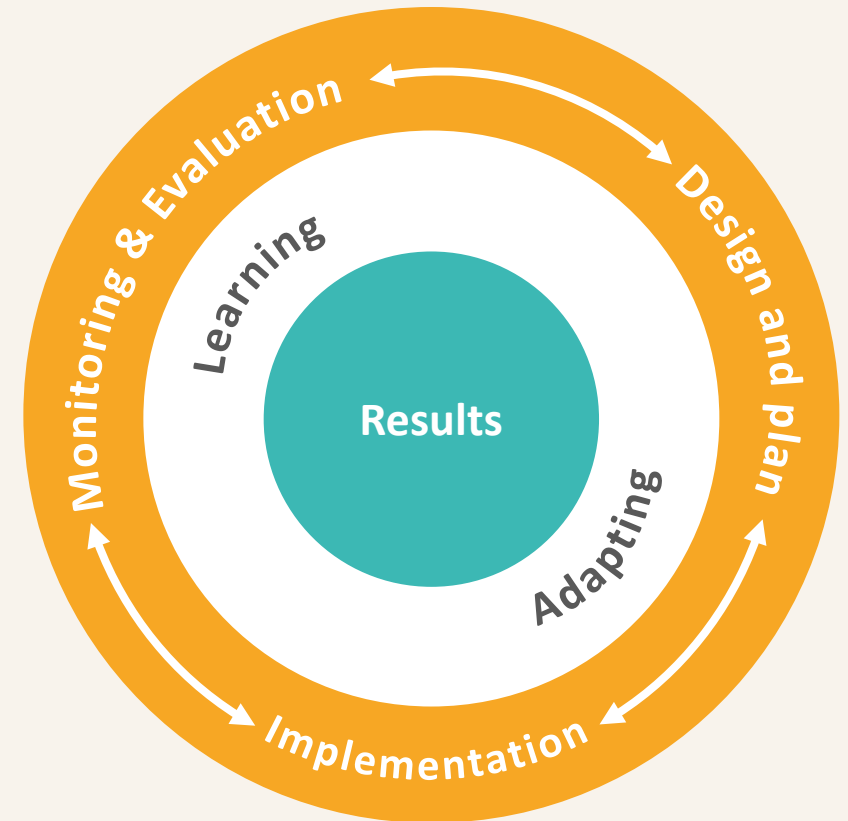 Monitoring & Evaluation
Design and plan
Learning
Results
Adapting
Implementation